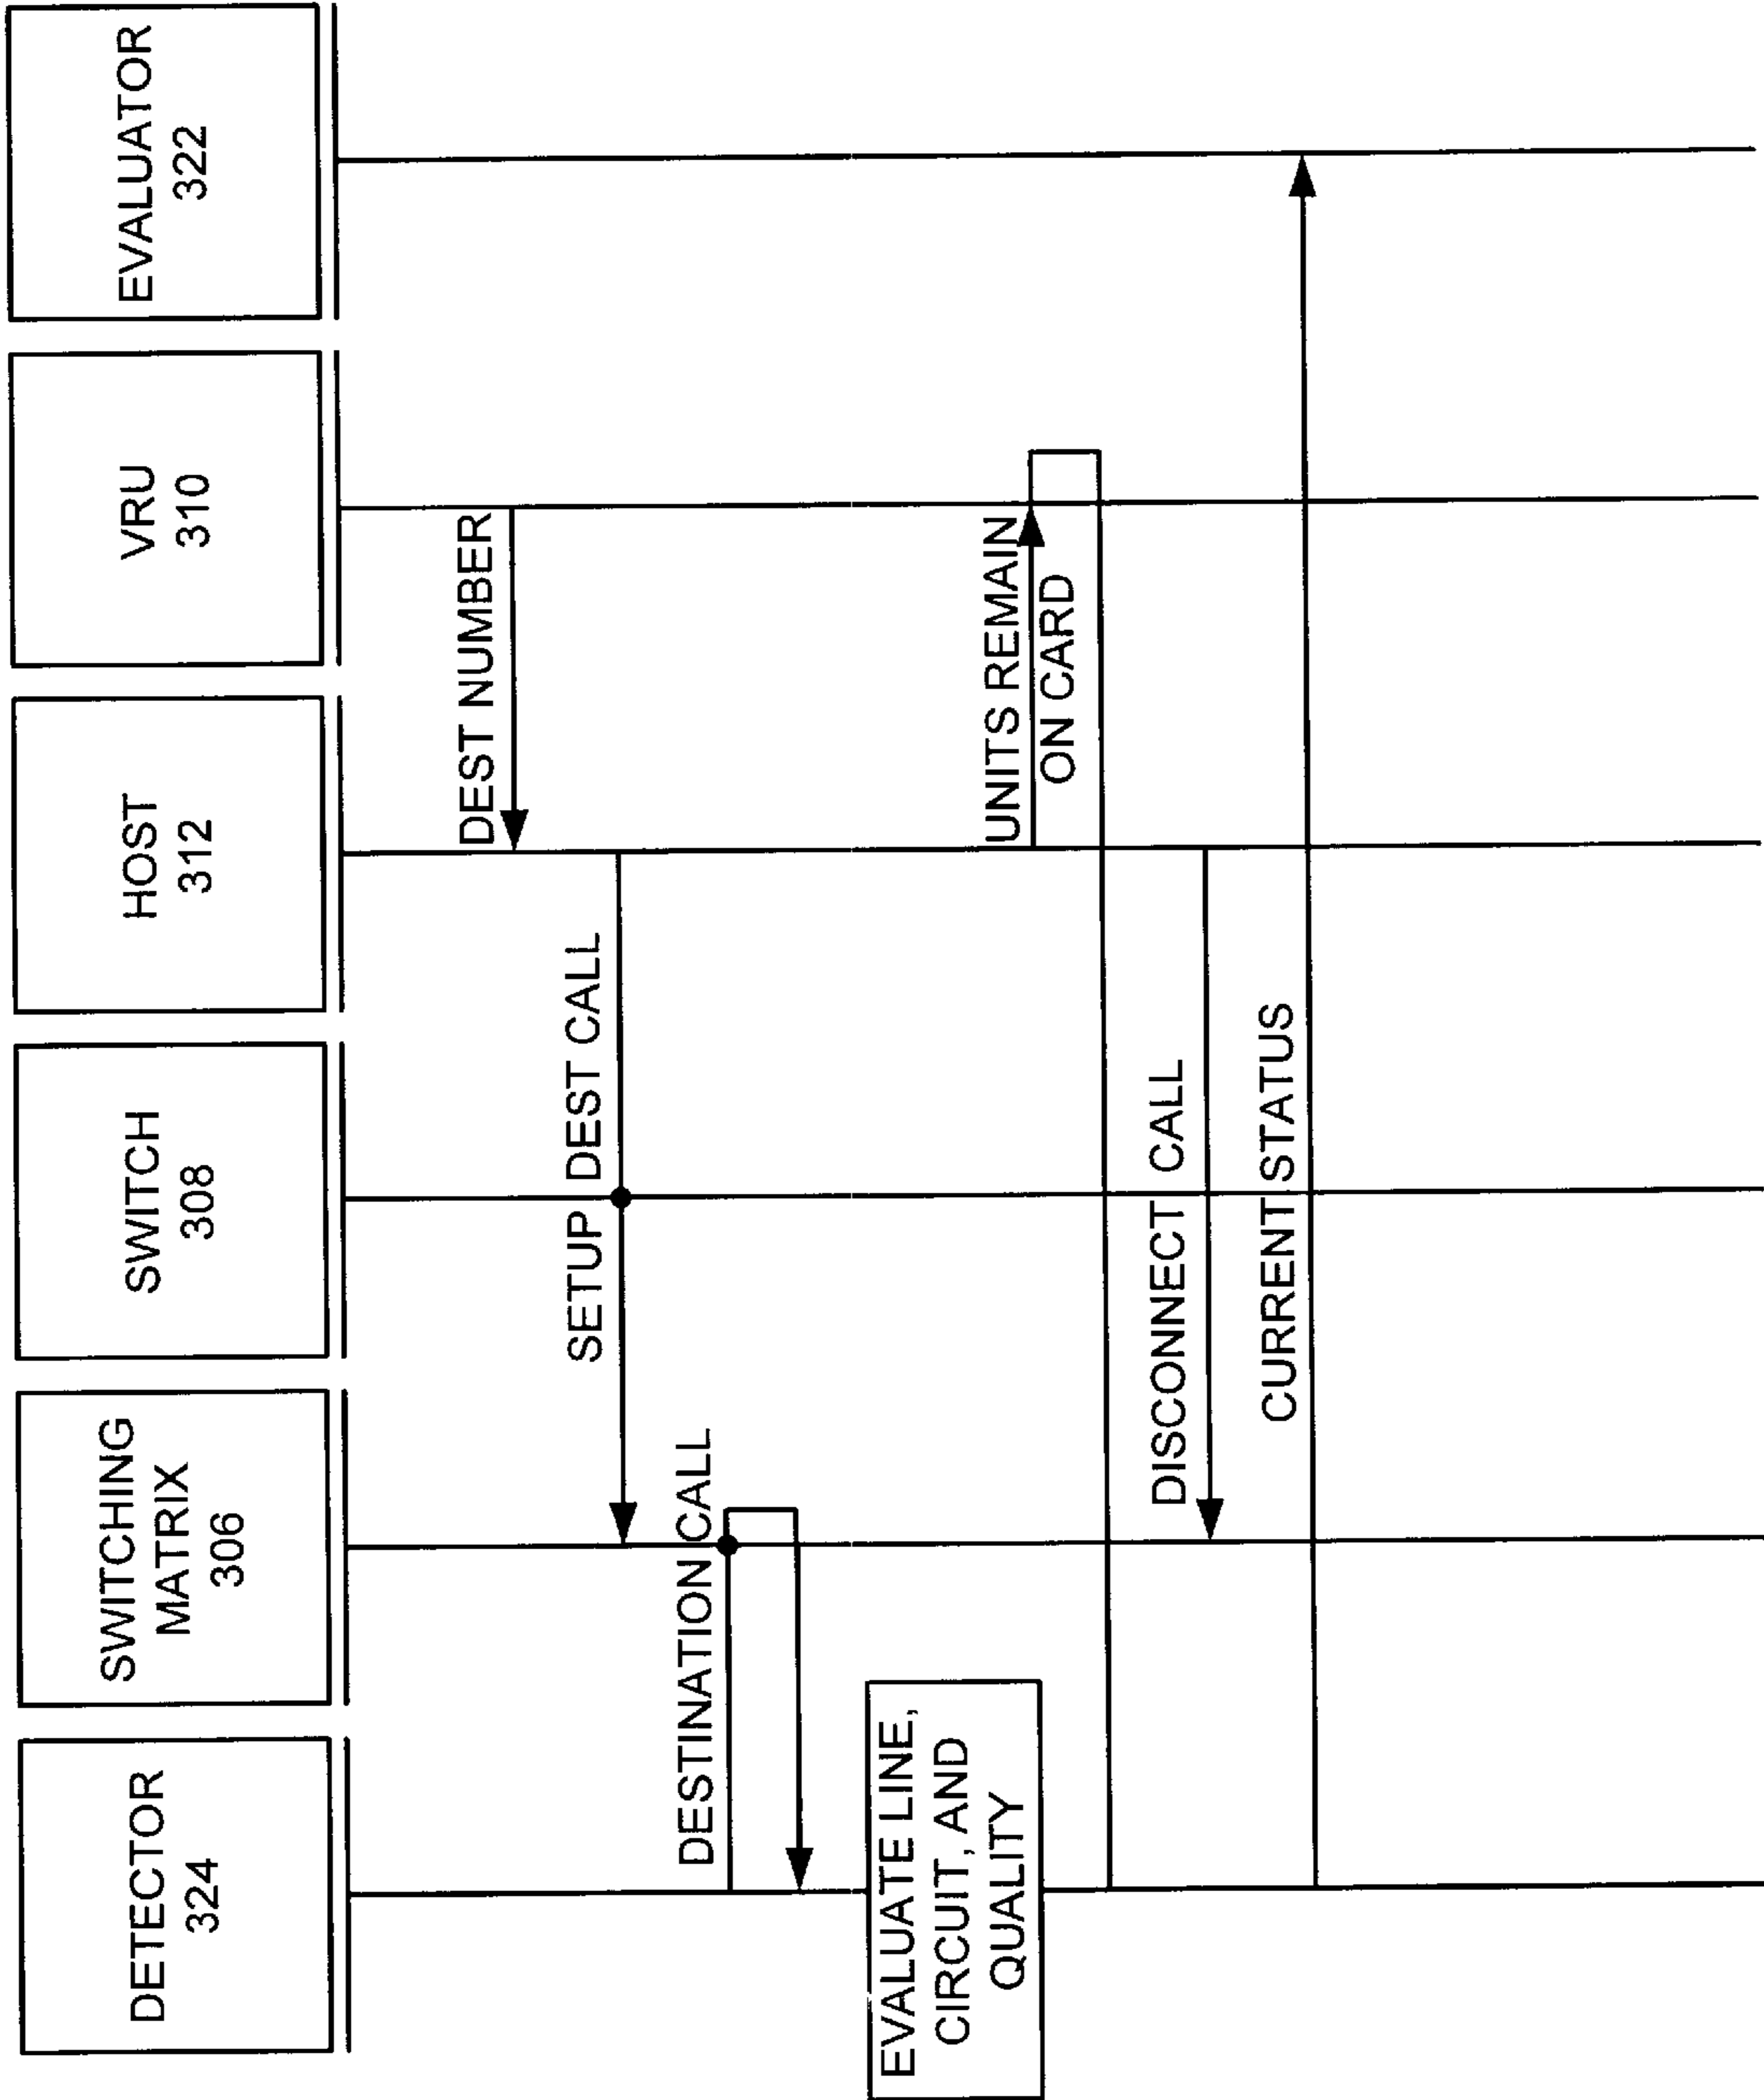 DETECTOR
324
SWITCHING
MATRIX
306
SWITCH
308
HOST
312
VRU
310
EVALUATOR
322
DEST NUMBER
SETUP DEST CALL
DESTINATION CALL
EVALUATE LINE,
CIRCUIT, AND
QUALITY
UNITS REMAIN
ON CARD
DISCONNECT CALL
CURRENT STATUS